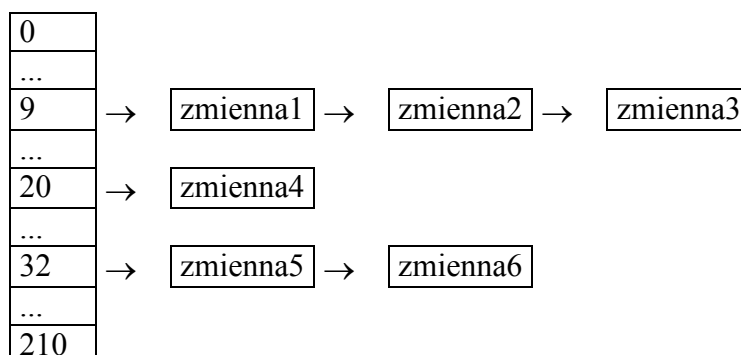 0
...
9 → zmienna1 → zmienna2 → zmienna3
...
20 → zmienna4
...
32 → zmienna5 → zmienna6
...
210